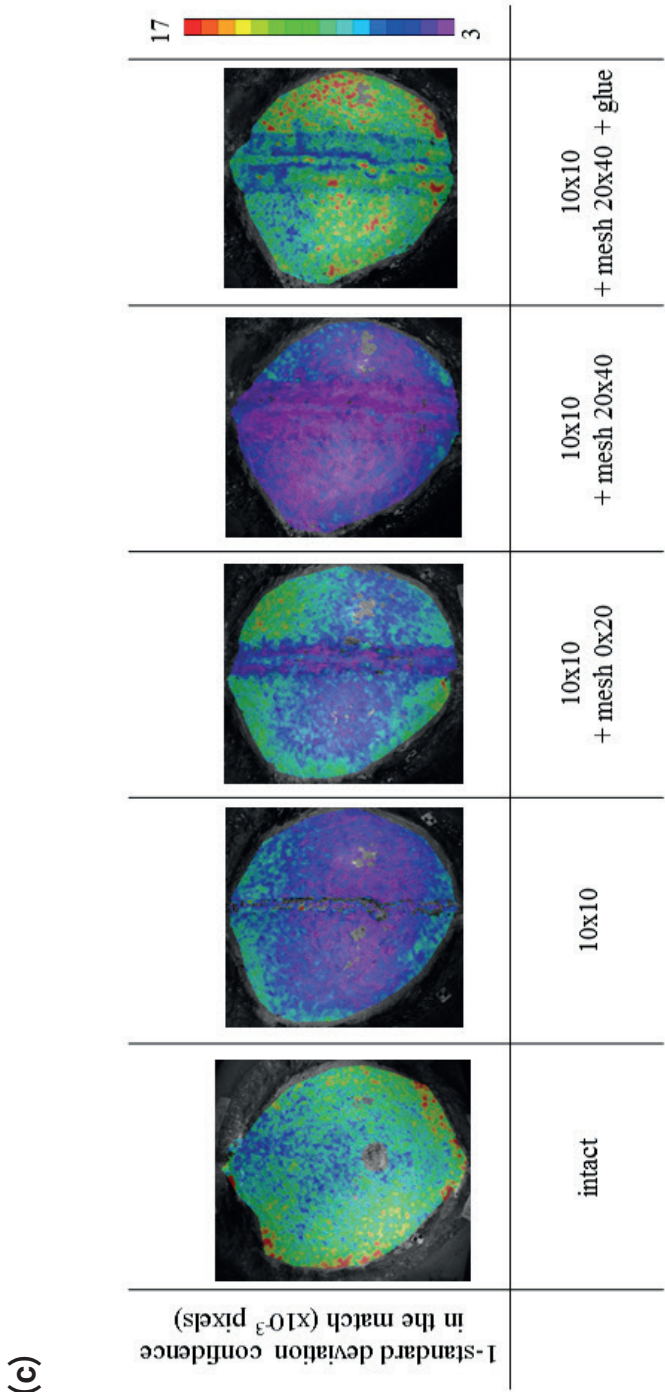 (c)
1-standard deviation confidence
in the match (x10⁻³ pixels)
17
3
intact
10x10
10x10
+ mesh 0x20
10x10
+ mesh 20x40
10x10
+ mesh 20x40 + glue